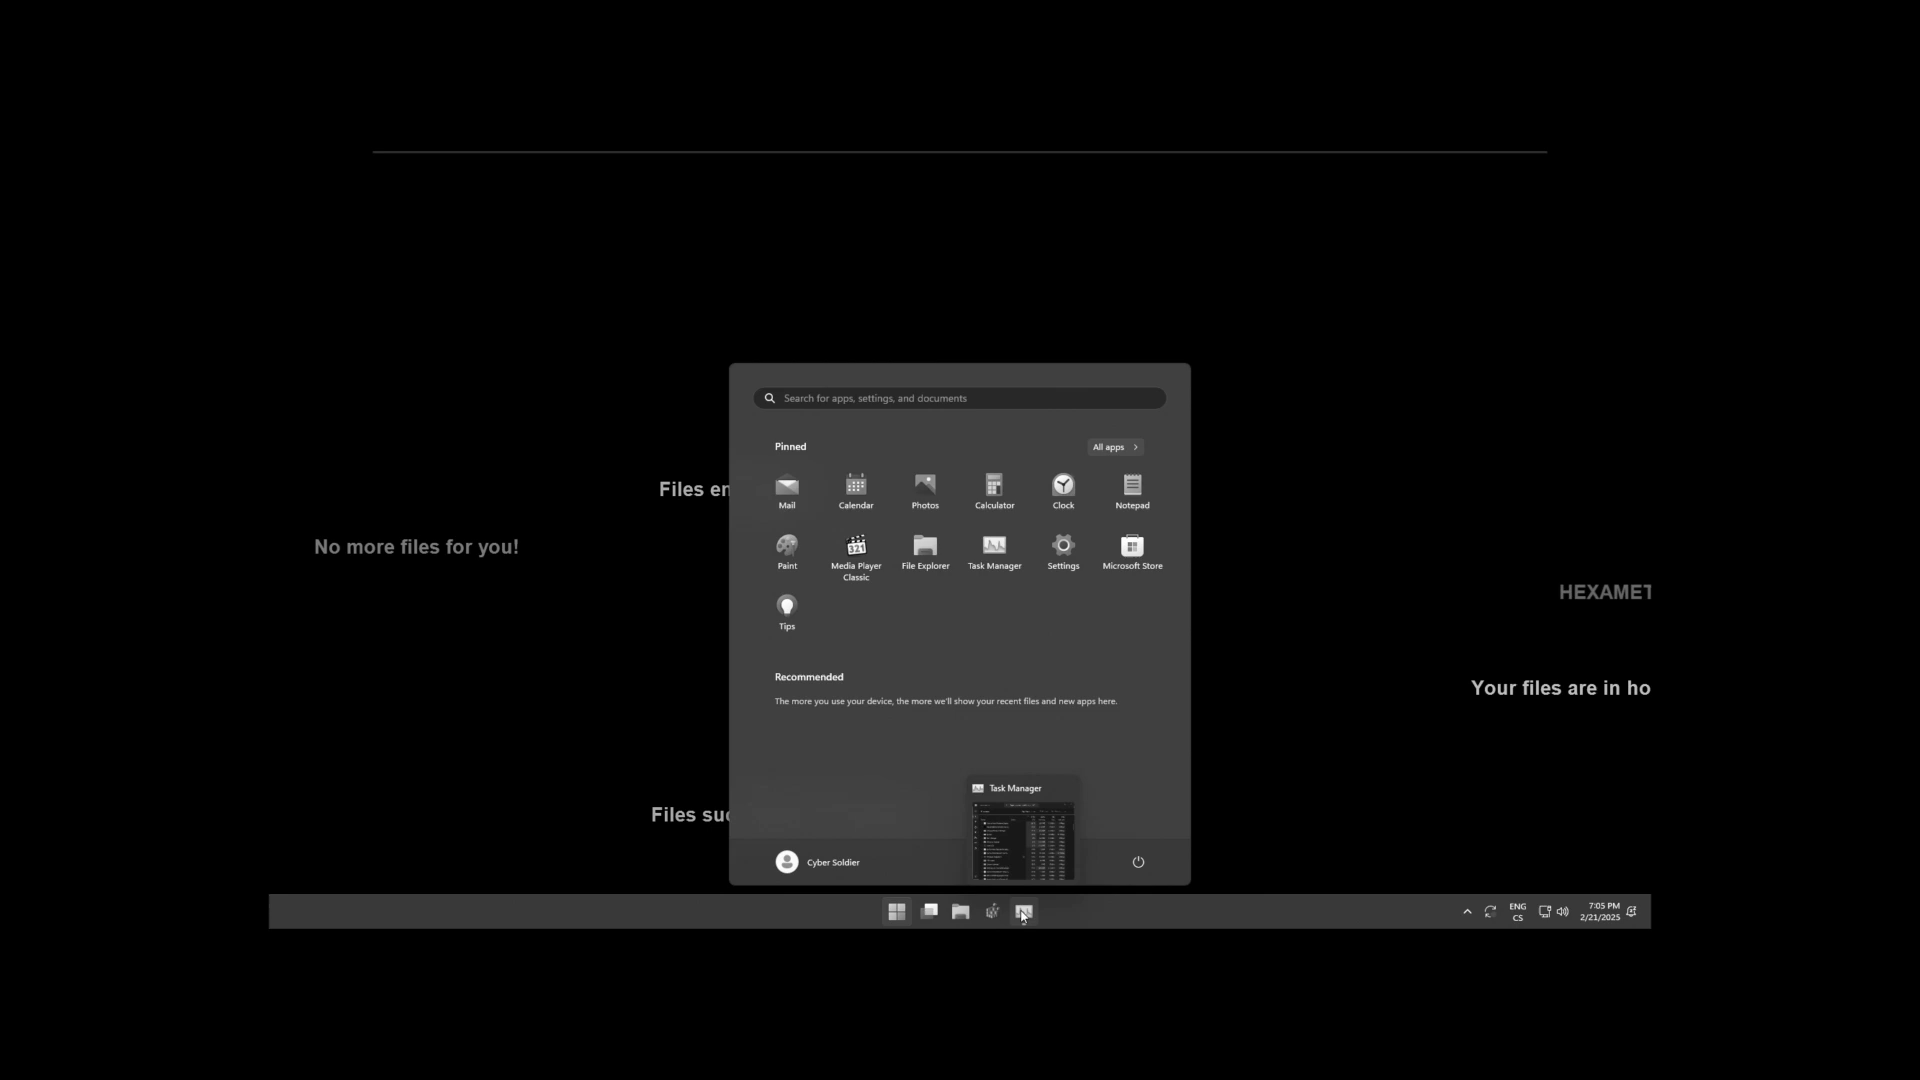 Search for apps, settings, and documents
Pinned
All apps
Files en
Mail
Calendar
Photos
Calculator
Clock
Notepad
No more files for you!
Paint
Media Player
Classic
File Explorer
Task Manager
Settings
Microsoft Store
HEXAMET
Tips
Recommended
Your files are in ho
The more you use your device, the more we'll show your recent files and new apps here.
Task Manager
Files suc
Cyber Soldier
ENG
CS
7:05 PM
2/21/2025